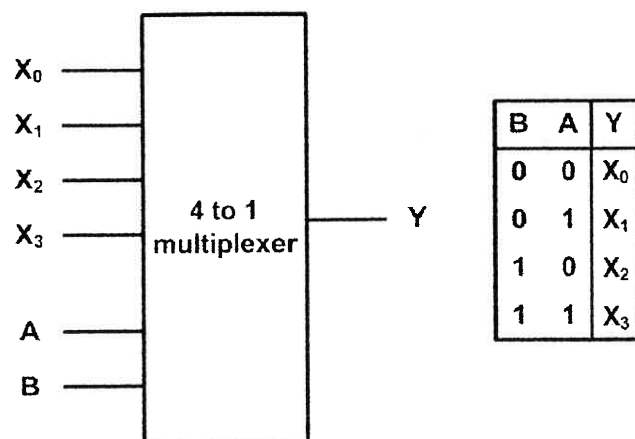 X₀
X₁
X₂
X₃
A
B
4 to 1
multiplexer
Y
B A Y
0 0 X₀
0 1 X₁
1 0 X₂
1 1 X₃